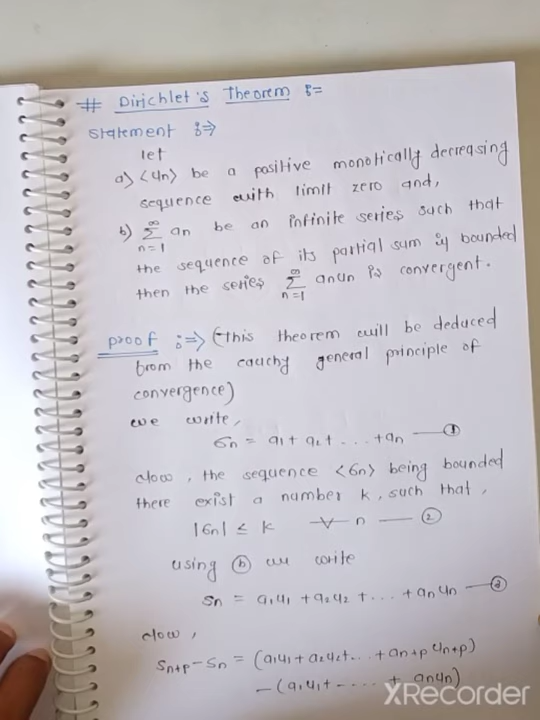 # Dirichlet's Theorem :=
statement :⇒
let
a) <un> be a positive monotically decreasing
sequence with limit zero and,
b) ∞∑n=1 an be an infinite series such that
the sequence of its partial sum is bounded
then the series ∞∑n=1 anun is convergent.
proof :⇒ (This theorem will be deduced
from the cauchy general principle of
convergence)
we write,
σn = a1 + a2 + . . . + an —— ①
Now, the sequence <σn> being bounded
there exist a number k, such that,
|σn| ≤ k ∀ n —— ②
using ⓑ we write
Sn = a1u1 + a2u2 + . . . + anun — ③
Now,
Sn+p - Sn = (a1u1 + a2u2 + . . . + an+p un+p)
- (a1u1 + - . . . + anun)
XRecorder